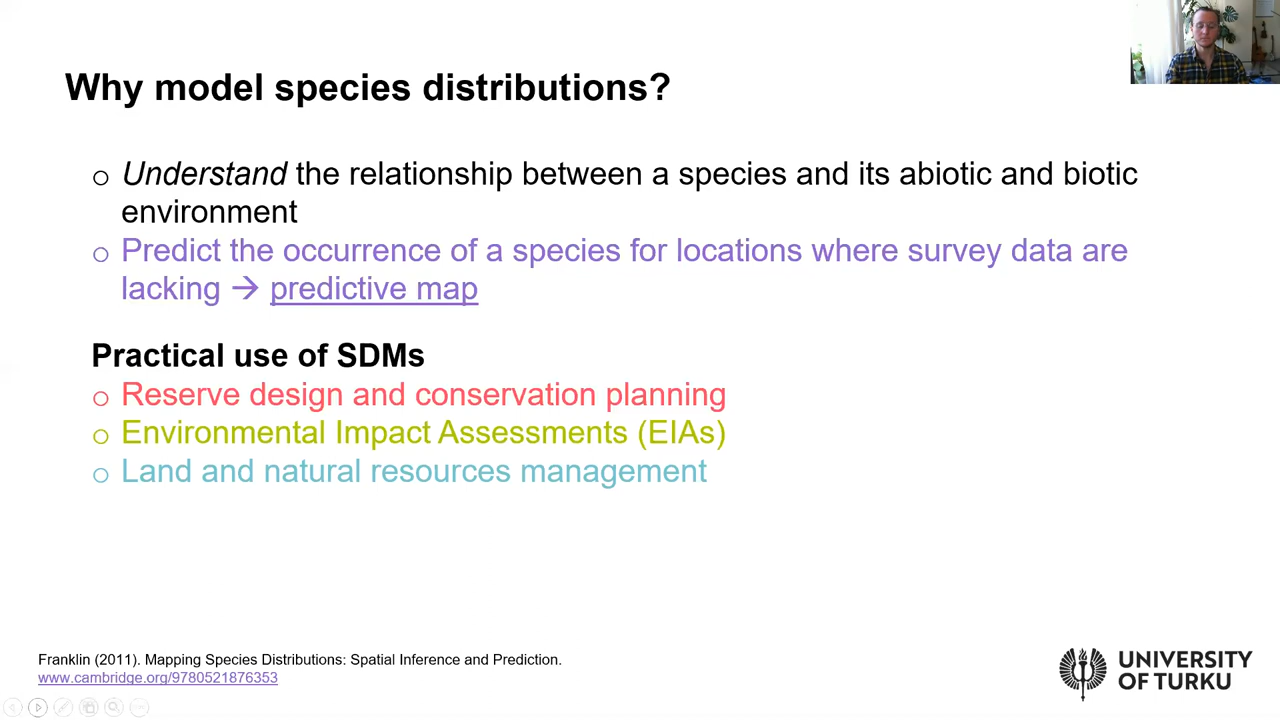 Why model species distributions?
o Understand the relationship between a species and its abiotic and biotic
environment
o Predict the occurrence of a species for locations where survey data are
lacking → predictive map
Practical use of SDMs
o Reserve design and conservation planning
o Environmental Impact Assessments (EIAs)
o Land and natural resources management
Franklin (2011). Mapping Species Distributions: Spatial Inference and Prediction.
www.cambridge.org/9780521876353
UNIVERSITY
OF TURKU